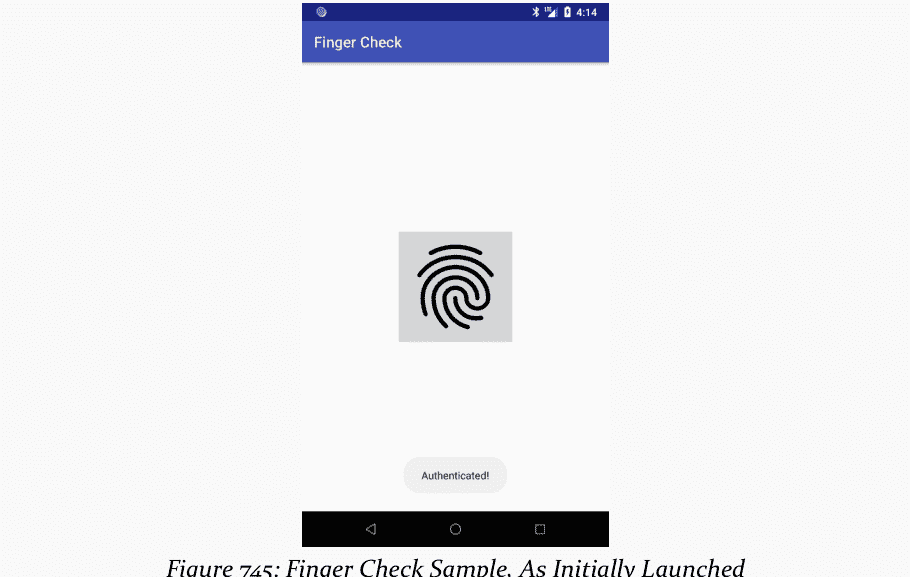 4:14
Finger Check
Authenticated!
Figure 745: Finger Check Sample, As Initially Launched